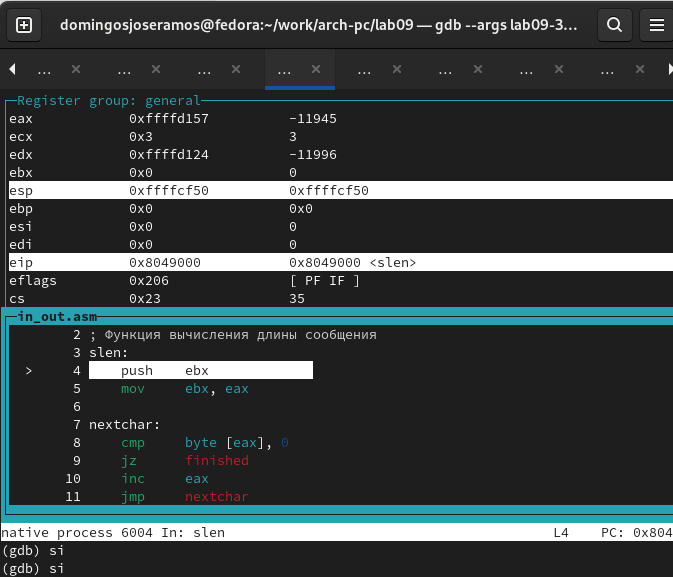 domingosjoseramos@fedora:~/work/arch-pc/lab09 — gdb --args lab09-3...
... × ... × ... × ... × ... × ... × ... × ... ×
Register group: general
eax 0xffffd157 -11945
ecx 0x3 3
edx 0xffffd124 -11996
ebx 0x0 0
esp 0xffffcf50 0xffffcf50
ebp 0x0 0x0
esi 0x0 0
edi 0x0 0
eip 0x8049000 0x8049000 <slen>
eflags 0x206 [ PF IF ]
cs 0x23 35
in_out.asm
2 ; Функция вычисления длины сообщения
3 slen:
> 4 push ebx
5 mov ebx, eax
6
7 nextchar:
8 cmp byte [eax], 0
9 jz finished
10 inc eax
11 jmp nextchar
native process 6004 In: slen L4 PC: 0x804
(gdb) si
(gdb) si